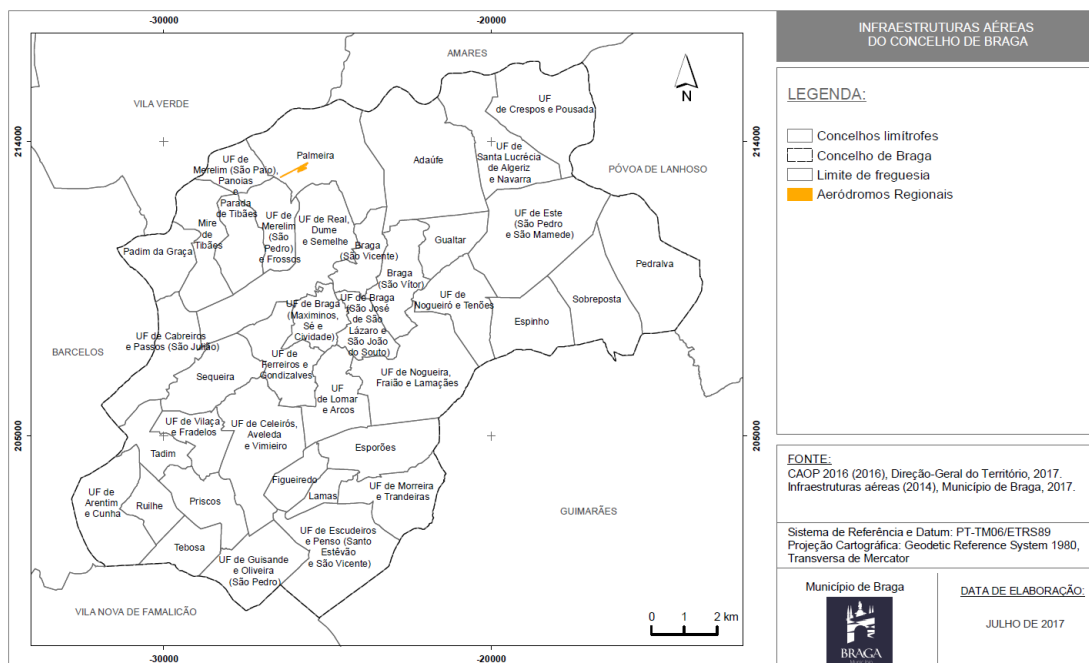 -30000
-20000
AMARES
VILA VERDE
N
214000
214000
UF
de Crespos e Pousada
Palmeira
Adaúfe
UF de
Santa Lucrécia
de Algeriz
e Navarra
PÓVOA DE LANHOSO
UF de
Merelim (São Paio),
Panoias
e
Parada
de Tibães
Mire
de
Tibães
UF de
Merelim
(São
Pedro)
e Frossos
UF de Real,
Dume
e Semelhe
Braga
(São Vicente)
Gualtar
UF de Este
(São Pedro
e São Mamede)
Pedralva
Padim da Graça
Braga
(São Vítor)
UF de
Nogueiró e Tenões
Sobreposta
Espinho
UF de Braga
(Maximinos,
Sé e
Cividade)
UF de Braga
(São José
de São
Lázaro e
São João
do Souto)
UF de Cabreiros
e Passos (São Julião)
BARCELOS
UF de
Ferreiros e
Gondizalves
Sequeira
UF
de Lomar
e Arcos
UF de Nogueira,
Fraião e Lamaçães
205000
205000
UF de Vilaça
e Fradelos
UF de Celeirós,
Aveleda
e Vimieiro
Esporões
Tadim
Figueiredo
Lamas
UF de Morreira
e Trandeiras
UF de
Arentim
e Cunha
Ruilhe
Priscos
GUIMARÃES
Tebosa
UF de Escudeiros
e Penso (Santo
Estêvão
e São Vicente)
UF de Guisande
e Oliveira
(São Pedro)
VILA NOVA DE FAMALICÃO
0 1 2 km
-30000
-20000
INFRAESTRUTURAS AÉREAS
DO CONCELHO DE BRAGA
LEGENDA:
Concelhos limítrofes
Concelho de Braga
Limite de freguesia
Aeródromos Regionais
FONTE:
CAOP 2016 (2016), Direção-Geral do Território, 2017.
Infraestruturas aéreas (2014), Município de Braga, 2017.
Sistema de Referência e Datum: PT-TM06/ETRS89
Projeção Cartográfica: Geodetic Reference System 1980,
Transversa de Mercator
Município de Braga
BRAGA
DATA DE ELABORAÇÃO:
JULHO DE 2017